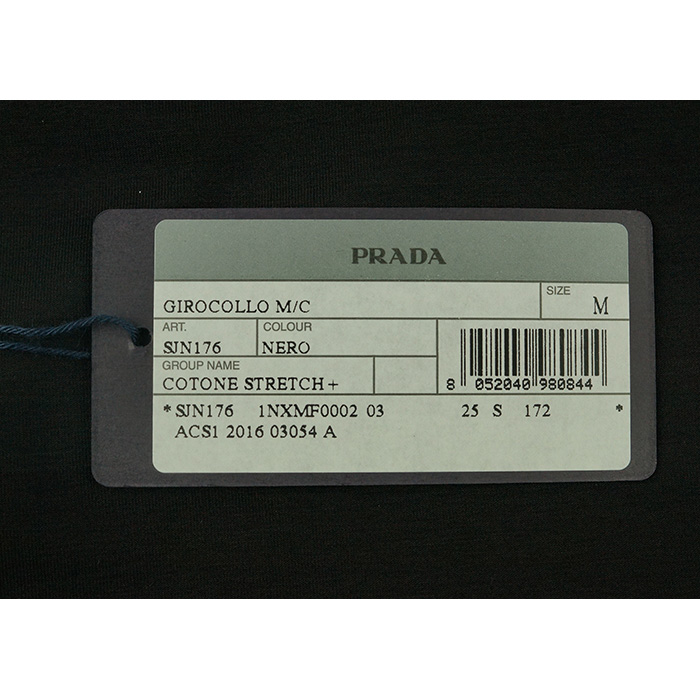 PRADA
GIROCOLLO M/C
SIZE
M
ART.
SJN176
COLOUR
NERO
GROUP NAME
COTONE STRETCH+
8 052040 980844
* SJN176 1NXMF0002 03 25 S 172 *
ACS1 2016 03054 A